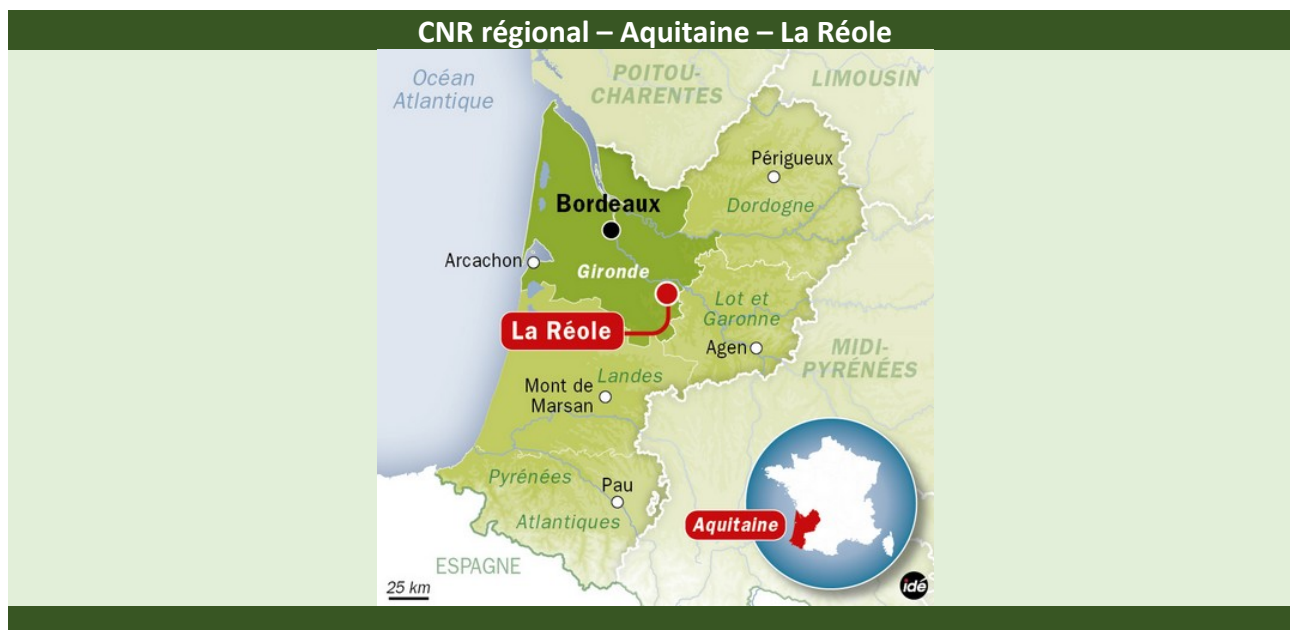 CNR régional – Aquitaine – La Réole
Océan
Atlantique
POITOU-
CHARENTES
LIMOUSIN
Périgueux
Dordogne
Bordeaux
Arcachon
Gironde
Lot et
Garonne
La Réole
Agen
MIDI-
PYRÉNÉES
Landes
Mont de
Marsan
Pyrénées
Pau
Atlantiques
Aquitaine
ESPAGNE
25 km
idé